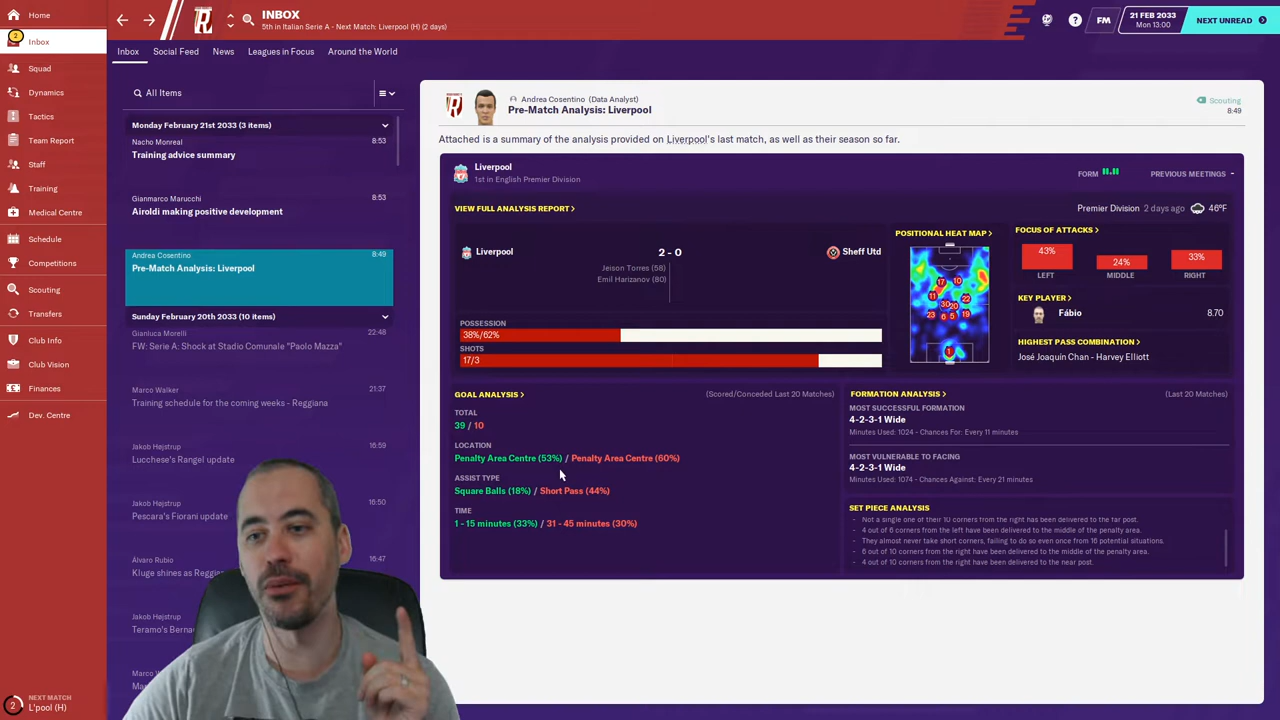 Home
INBOX
5th in Italian Serie A - Next Match: Liverpool (H) (2 days)
FM
21 FEB 2033
Mon 13:00
NEXT UNREAD
2
Inbox
Squad
Dynamics
Tactics
Team Report
Staff
Training
Medical Centre
Schedule
Competitions
Scouting
Transfers
Club Info
Club Vision
Finances
Dev. Centre
2
NEXT MATCH
L'pool (H)
Inbox
Social Feed
News
Leagues in Focus
Around the World
All Items
Monday February 21st 2033 (3 items)
Nacho Monreal 8:53
Training advice summary
Gianmarco Marucchi 8:53
Airoldi making positive development
Andrea Cosentino 8:49
Pre-Match Analysis: Liverpool
Sunday February 20th 2033 (10 items)
Gianluca Morelli 22:48
FW: Serie A: Shock at Stadio Comunale "Paolo Mazza"
Marco Walker 21:37
Training schedule for the coming weeks - Reggiana
Jakob Højstrup 16:59
Lucchese's Rangel update
Jakob Højstrup 16:50
Pescara's Fiorani update
Álvaro Rubio 16:47
Kluge shines as
Jakob Højstrup
Teramo's
Andrea Cosentino (Data Analyst)
Pre-Match Analysis: Liverpool
Scouting
8:49
Attached is a summary of the analysis provided on Liverpool's last match, as well as their season so far.
Liverpool
1st in English Premier Division
FORM
PREVIOUS MEETINGS -
VIEW FULL ANALYSIS REPORT >
Premier Division 2 days ago 46°F
Liverpool 2 - 0 Sheff Utd
Jeison Torres (58)
Emil Harizanov (80)
POSSESSION
38%/62%
SHOTS
17/3
POSITIONAL HEAT MAP >
17 10
11 22
30 20
23 6 5 19
1
FOCUS OF ATTACKS >
43% 24% 33%
LEFT MIDDLE RIGHT
KEY PLAYER >
Fábio 8.70
HIGHEST PASS COMBINATION >
José Joaquín Chan - Harvey Elliott
GOAL ANALYSIS > (Scored/Conceded Last 20 Matches)
TOTAL
39 / 10
LOCATION
Penalty Area Centre (53%) / Penalty Area Centre (60%)
ASSIST TYPE
Square Balls (18%) / Short Pass (44%)
TIME
1 - 15 minutes (33%) / 31 - 45 minutes (30%)
FORMATION ANALYSIS > (Last 20 Matches)
MOST SUCCESSFUL FORMATION
4-2-3-1 Wide
Minutes Used: 1024 - Chances For: Every 11 minutes
MOST VULNERABLE TO FACING
4-2-3-1 Wide
Minutes Used: 1074 - Chances Against: Every 21 minutes
SET PIECE ANALYSIS
- Not a single one of their 10 corners from the right has been delivered to the far post.
- 4 out of 6 corners from the left have been delivered to the middle of the penalty area.
- They almost never take short corners, failing to do so even once from 16 potential situations.
- 6 out of 10 corners from the right have been delivered to the middle of the penalty area.
- 4 out of 10 corners from the right have been delivered to the near post.